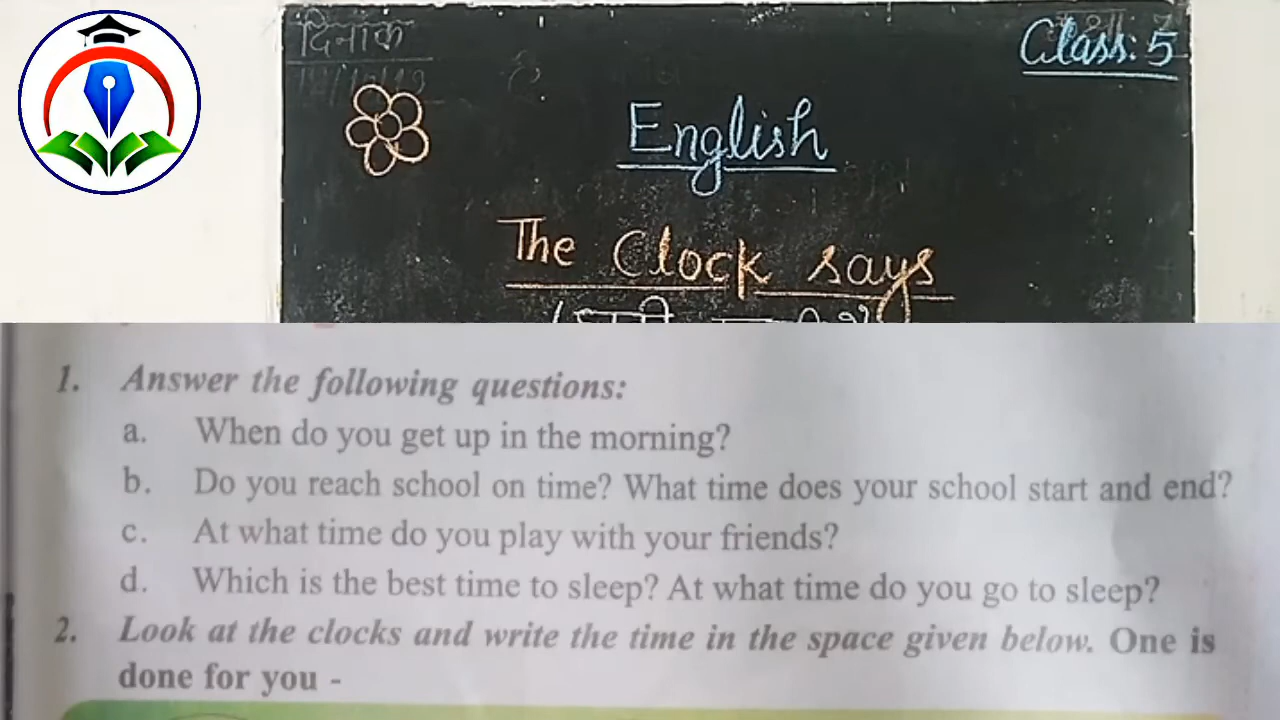 दिनांक
Class: 5
English
The Clock says
1. Answer the following questions:
a. When do you get up in the morning?
b. Do you reach school on time? What time does your school start and end?
c. At what time do you play with your friends?
d. Which is the best time to sleep? At what time do you go to sleep?
2. Look at the clocks and write the time in the space given below. One is
done for you -